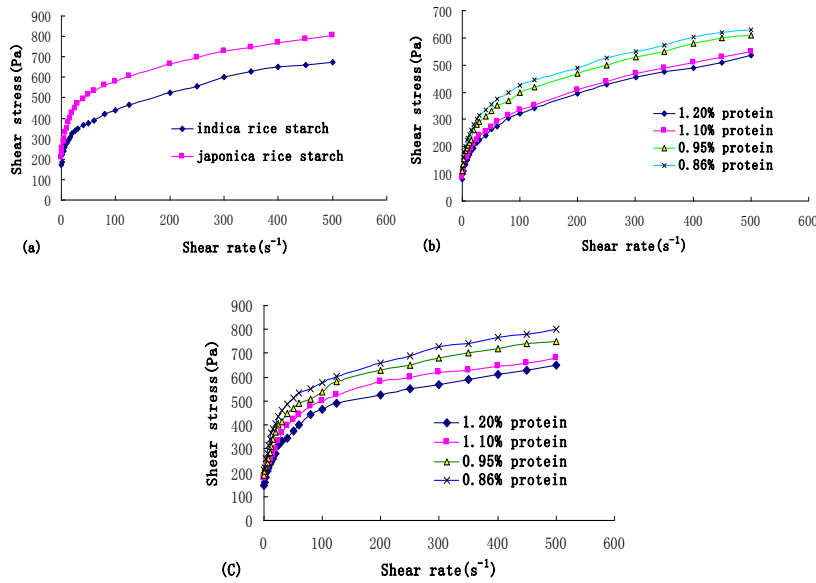 Shear stress(Pa)
900
800
700
600
500
400
300
200
100
0
indica rice starch
japonica rice starch
0
100
200
300
400
500
600
(a)
Shear rate(s⁻¹)
Shear stress(Pa)
700
600
500
400
300
200
100
0
1.20% protein
1.10% protein
0.95% protein
0.86% protein
0
100
200
300
400
500
600
(b)
Shear rate(s⁻¹)
Shear stress(Pa)
900
800
700
600
500
400
300
200
100
0
1.20% protein
1.10% protein
0.95% protein
0.86% protein
0
100
200
300
400
500
600
(C)
Shear rate(s⁻¹)